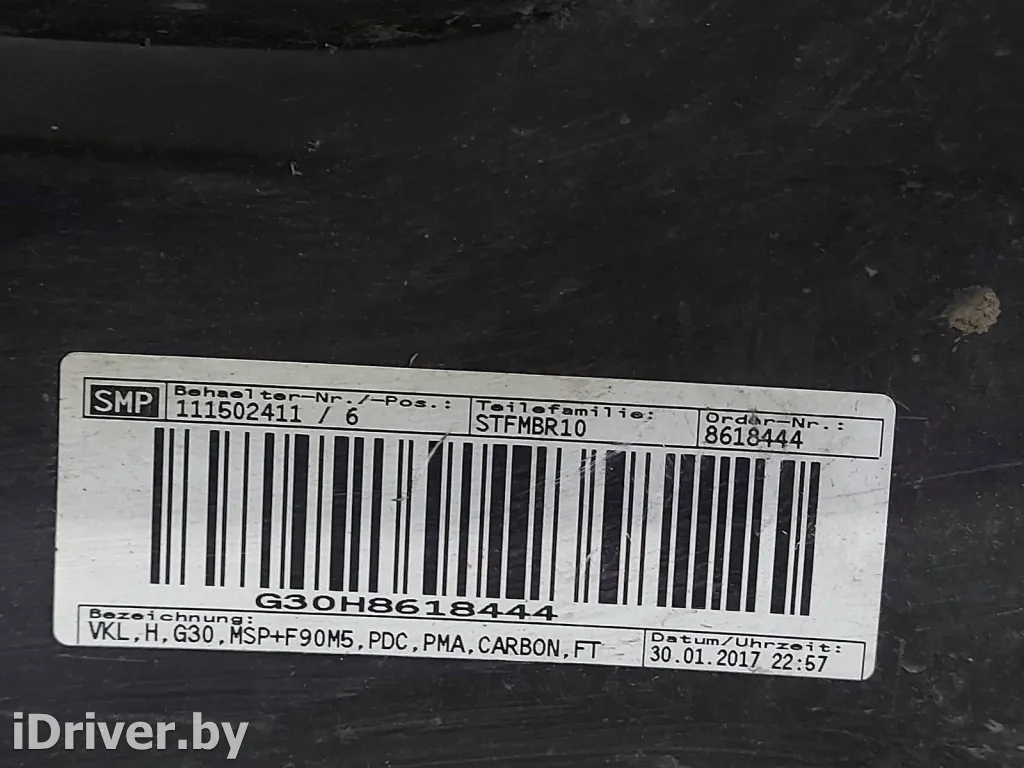 SMP
Behaelter-Nr./-Pos.:
111502411 / 6
Teilefamilie:
STFMBR10
Order-Nr.:
8618444
G30H8618444
Bezeichnung:
VKL,H,G30,MSP+F90M5,PDC,PMA,CARBON,FT
Datum/Uhrzeit:
30.01.2017 22:57
iDriver.by